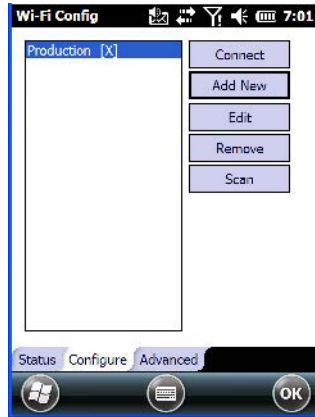 Wi-Fi Config 7:01
Production [X]
Connect
Add New
Edit
Remove
Scan
Status Configure Advanced
OK